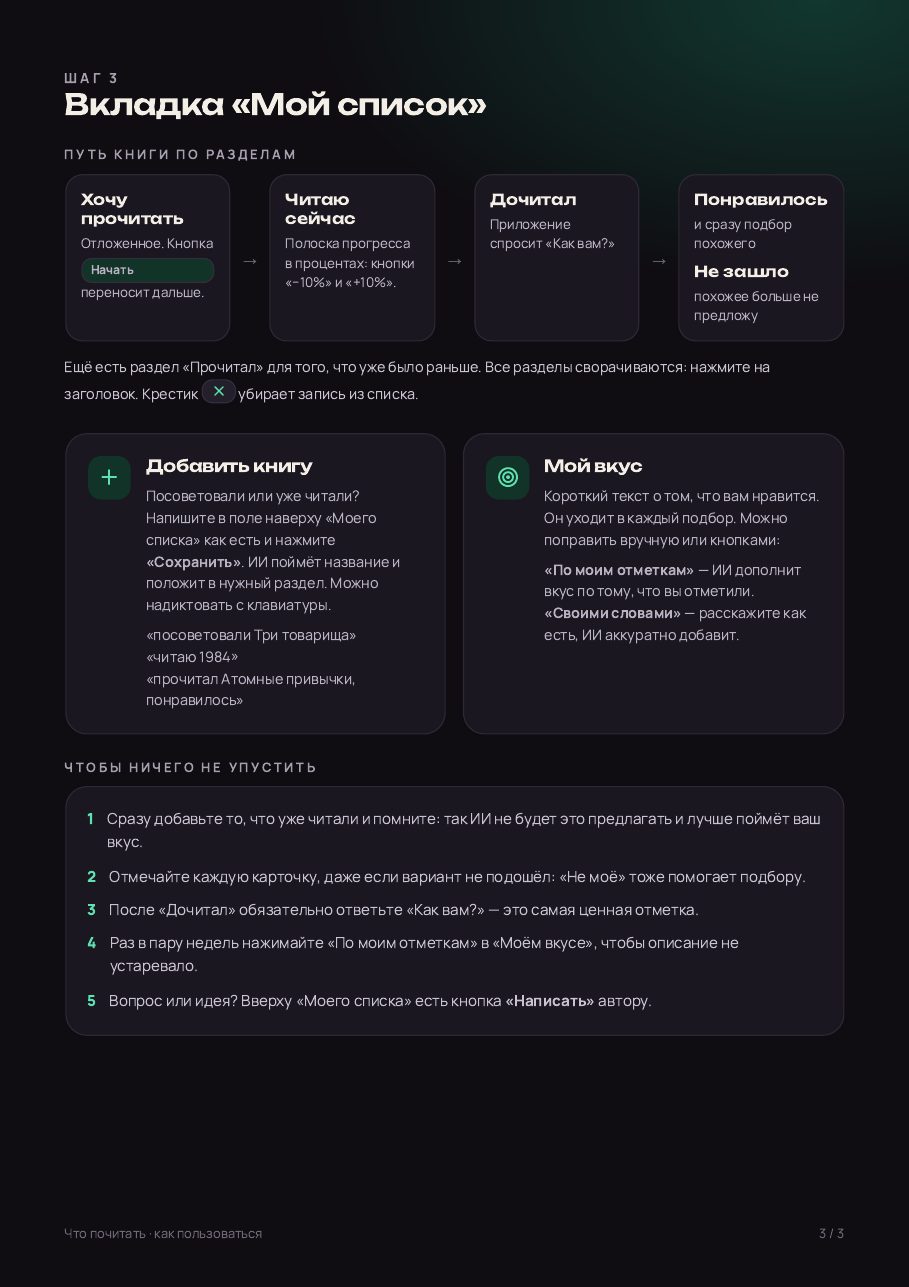 ШАГ 3
Вкладка «Мой список»
ПУТЬ КНИГИ ПО РАЗДЕЛАМ
Хочу
прочитать
Отложенное. Кнопка
Начать
переносит дальше.
→
Читаю
сейчас
Полоска прогресса
в процентах: кнопки
«−10%» и «+10%».
→
Дочитал
Приложение
спросит «Как вам?»
→
Понравилось
и сразу подбор
похожего
Не зашло
похожее больше не
предложу
Ещё есть раздел «Прочитал» для того, что уже было раньше. Все разделы сворачиваются: нажмите на
заголовок. Крестик ✕ убирает запись из списка.
Добавить книгу
Посоветовали или уже читали?
Напишите в поле наверху «Моего
списка» как есть и нажмите
«Сохранить». ИИ поймёт название и
положит в нужный раздел. Можно
надиктовать с клавиатуры.
«посоветовали Три товарища»
«читаю 1984»
«прочитал Атомные привычки,
понравилось»
Мой вкус
Короткий текст о том, что вам нравится.
Он уходит в каждый подбор. Можно
поправить вручную или кнопками:
«По моим отметкам» — ИИ дополнит
вкус по тому, что вы отметили.
«Своими словами» — расскажите как
есть, ИИ аккуратно добавит.
ЧТОБЫ НИЧЕГО НЕ УПУСТИТЬ
1 Сразу добавьте то, что уже читали и помните: так ИИ не будет это предлагать и лучше поймёт ваш
вкус.
2 Отмечайте каждую карточку, даже если вариант не подошёл: «Не моё» тоже помогает подбору.
3 После «Дочитал» обязательно ответьте «Как вам?» — это самая ценная отметка.
4 Раз в пару недель нажимайте «По моим отметкам» в «Моём вкусе», чтобы описание не
устаревало.
5 Вопрос или идея? Вверху «Моего списка» есть кнопка «Написать» автору.
Что почитать · как пользоваться
3 / 3